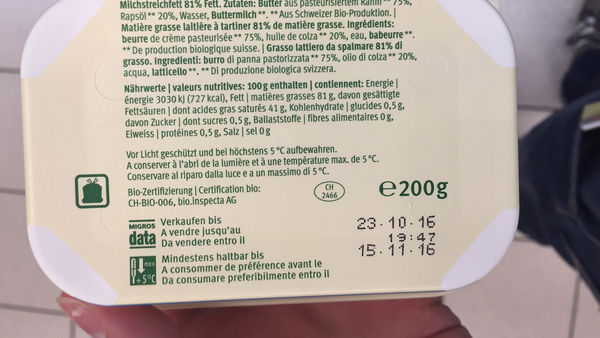 Milchstreichfett 81% Fett. Zutaten: Butter aus pasteurisiertem Rahm** 75%,
Rapsöl** 20%, Wasser, Buttermilch**. **Aus Schweizer Bio-Produktion. |
Matière grasse laitière à tartiner 81% de matière grasse. Ingrédients:
beurre de crème pasteurisée** 75%, huile de colza** 20%, eau, babeurre**.
**De production biologique suisse. | Grasso lattiero da spalmare 81% di
grasso. Ingredienti: burro di panna pastorizzata** 75%, olio di colza** 20%,
acqua, latticello**. **Di produzione biologica svizzera.
Nährwerte | valeurs nutritives: 100 g enthalten | contiennent: Energie |
énergie 3030 kJ (727 kcal), Fett | matières grasses 81 g, davon gesättigte
Fettsäuren | dont acides gras saturés 41 g, Kohlenhydrate | glucides 0,5 g,
davon Zucker | dont sucres 0,5 g, Ballaststoffe | fibres alimentaires 0 g,
Eiweiss | protéines 0,5 g, Salz | sel 0 g
Vor Licht geschützt und bei höchstens 5°C aufbewahren.
A conserver à l'abri de la lumière et à une température max. de 5°C.
Conservare al riparo dalla luce e a un massimo di 5°C.
Bio-Zertifizierung | Certification bio:
CH-BIO-006, bio.inspecta AG
CH
2466
e 200g
MIGROS
data
Verkaufen bis
A vendre jusqu'au
Da vendere entro il
23.10.16
19:47
max
+5°C
Mindestens haltbar bis
A consommer de préférence avant le
Da consumare preferibilmente entro il
15.11.16